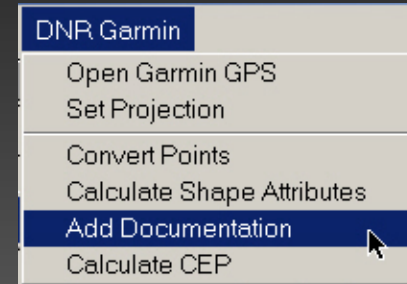 DNR Garmin
Open Garmin GPS
Set Projection
Convert Points
Calculate Shape Attributes
Add Documentation
Calculate CEP